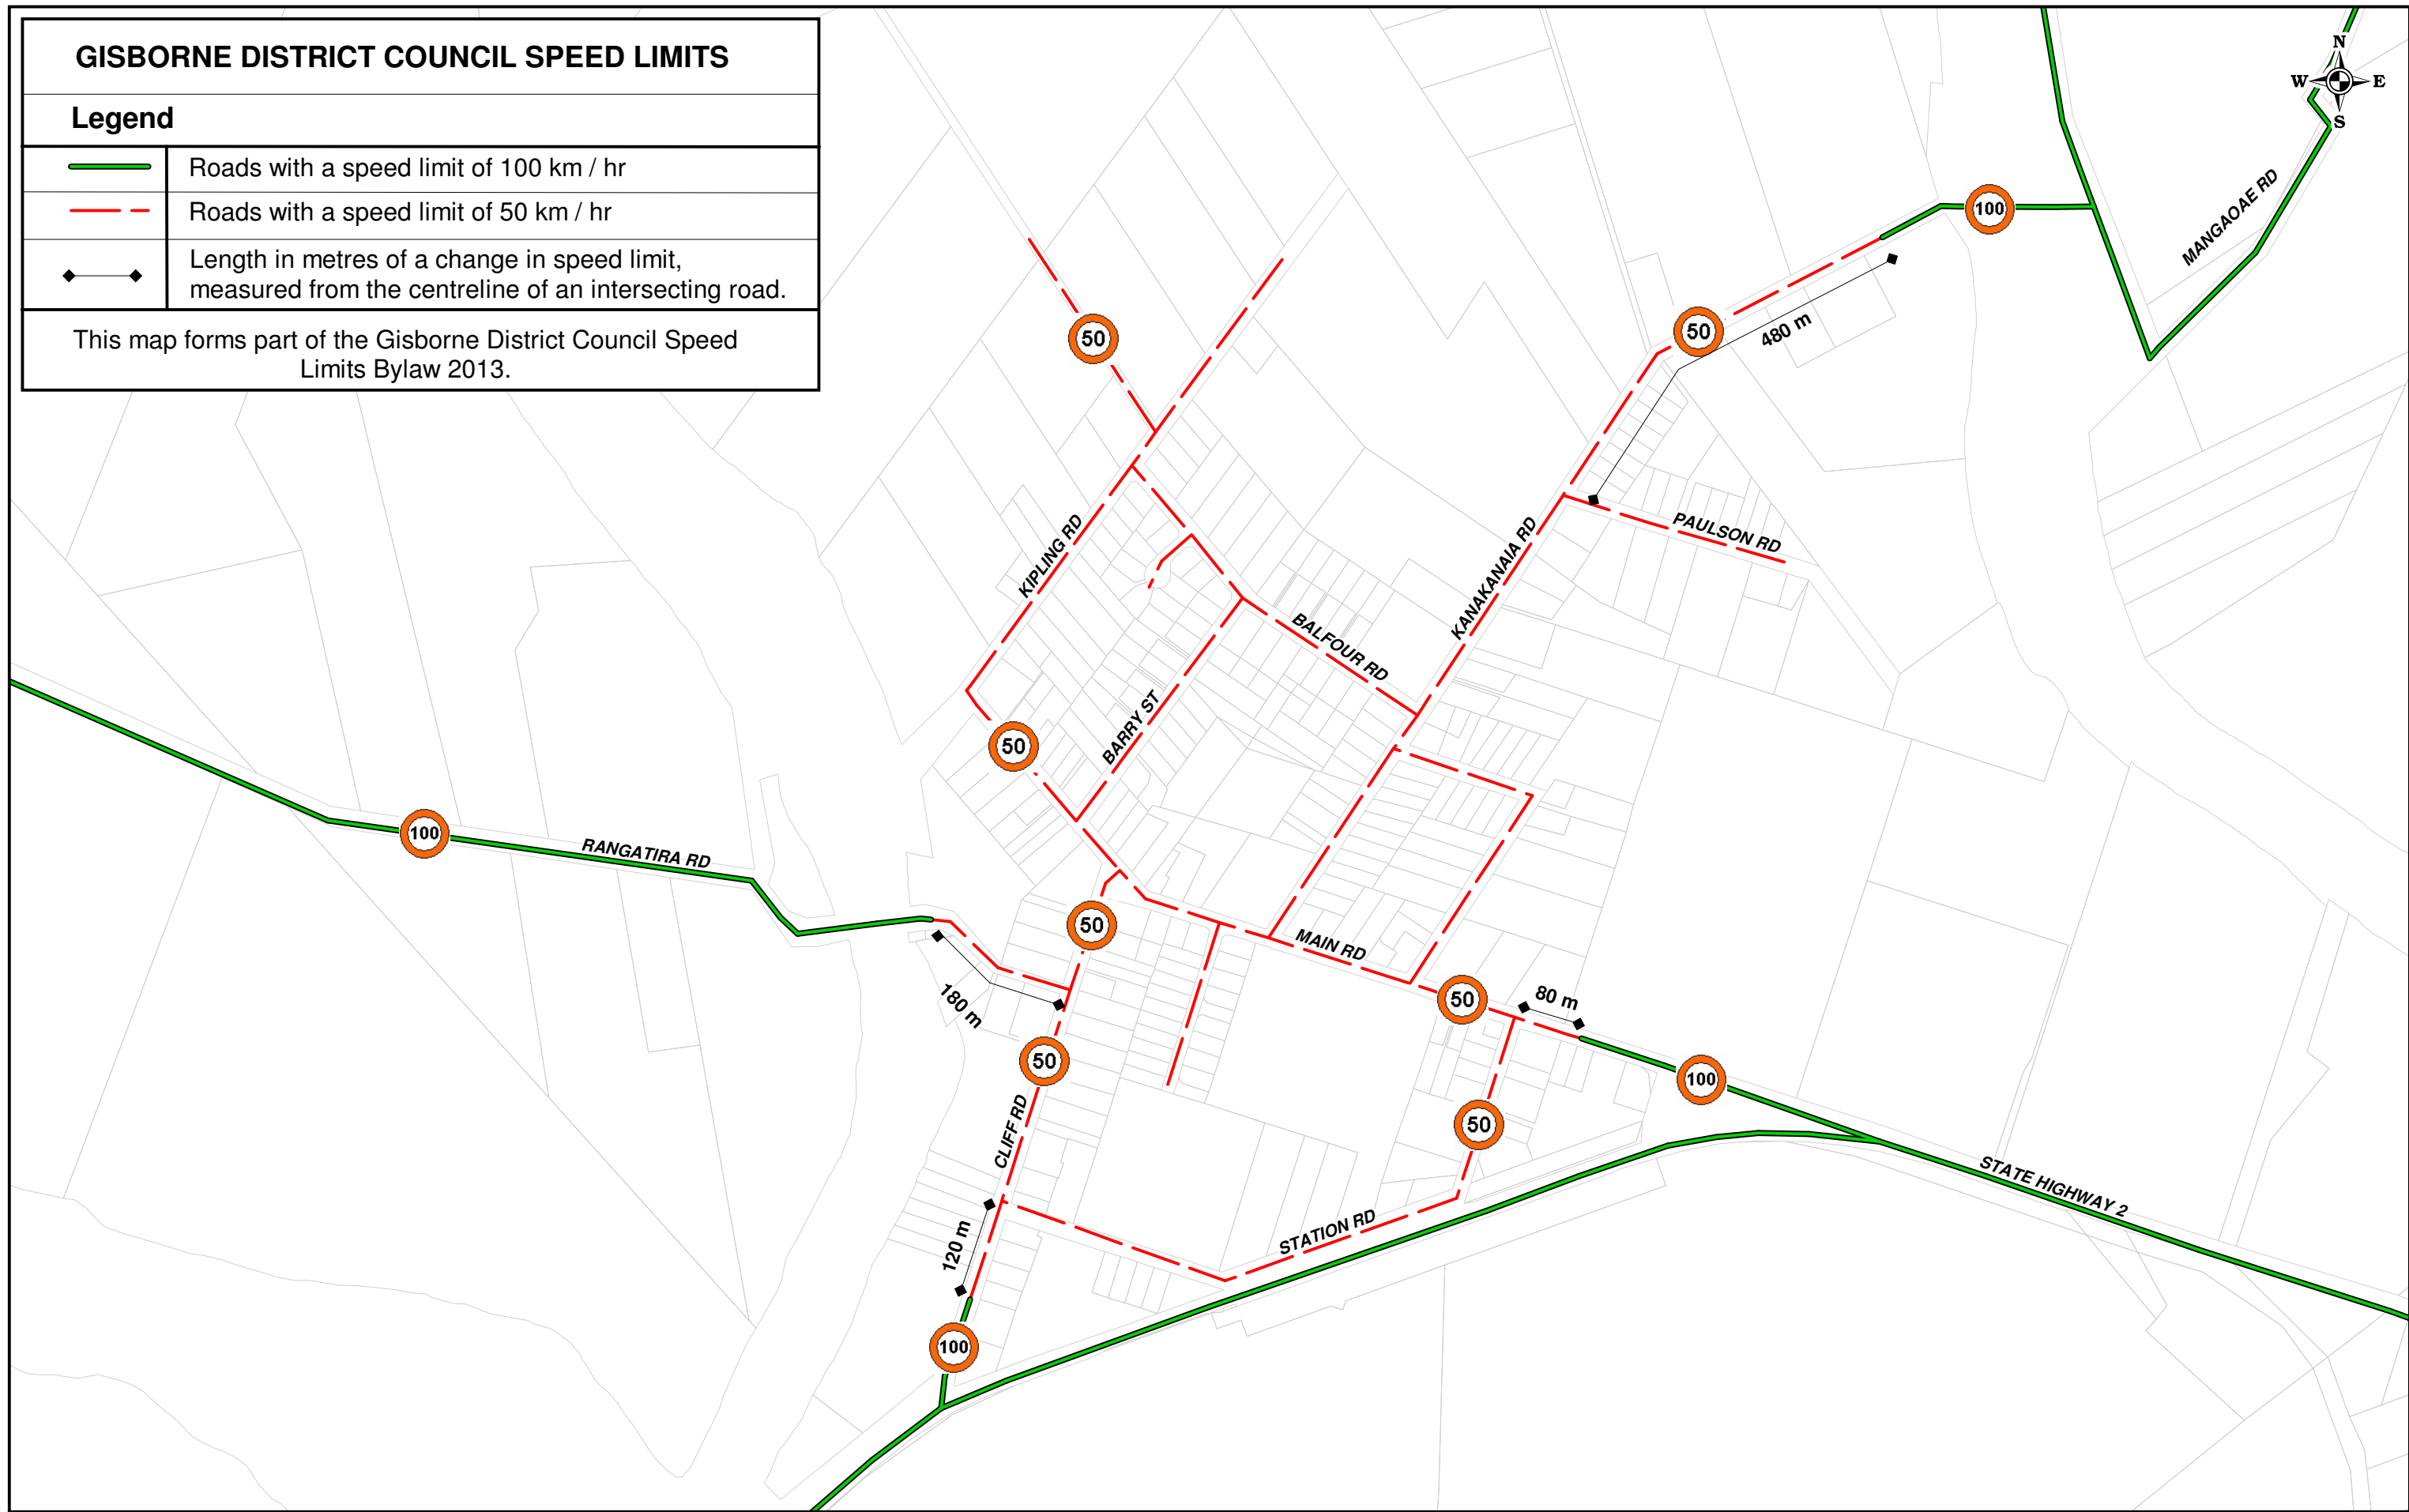 GISBORNE DISTRICT COUNCIL SPEED LIMITS
Legend
Roads with a speed limit of 100 km / hr
Roads with a speed limit of 50 km / hr
Length in metres of a change in speed limit,
measured from the centreline of an intersecting road.
This map forms part of the Gisborne District Council Speed
Limits Bylaw 2013.
N
W
E
S
MANGAOAE RD
100
50
480 m
50
PAULSON RD
KANAKANAIA RD
KIPLING RD
BALFOUR RD
BARRY ST
50
100
RANGATIRA RD
50
MAIN RD
180 m
50
80 m
50
100
CLIFF RD
50
STATE HIGHWAY 2
STATION RD
120 m
100